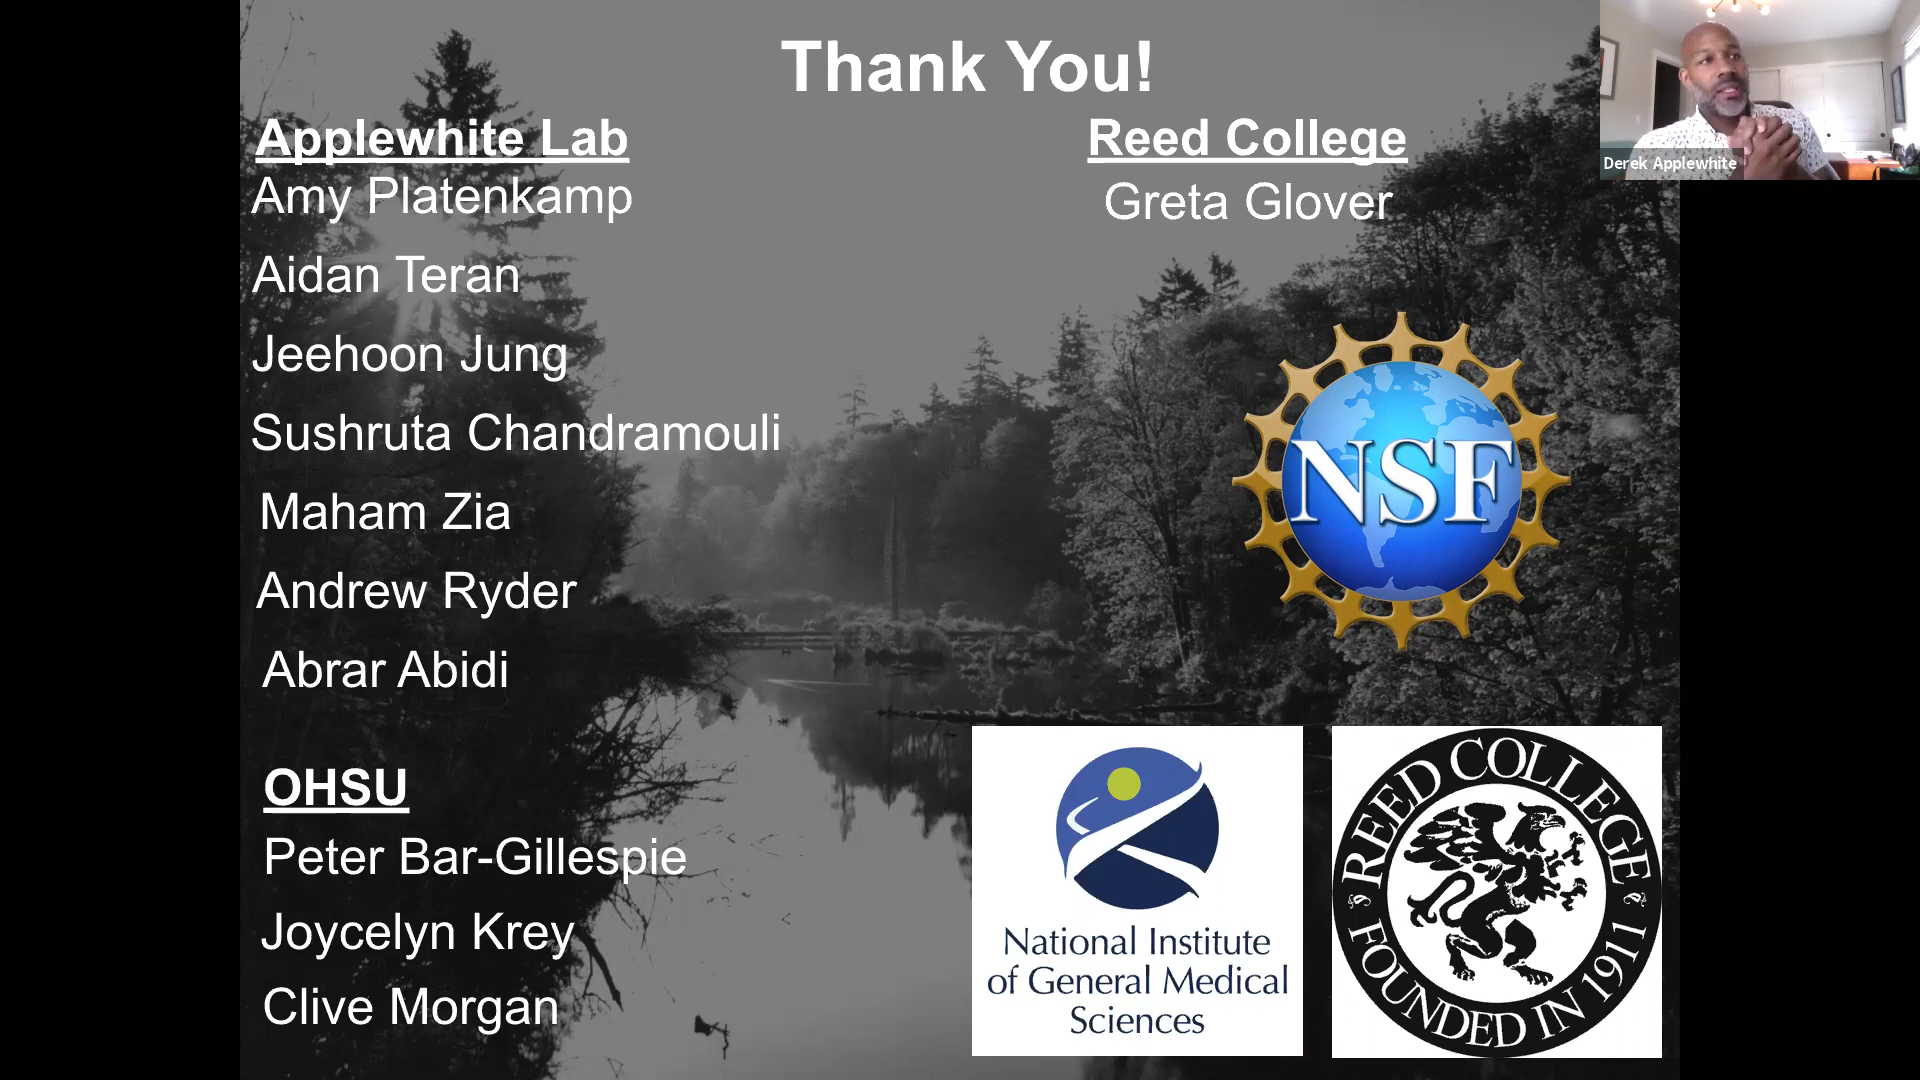 Thank You!
Applewhite Lab
Amy Platenkamp
Aidan Teran
Jeehoon Jung
Sushruta Chandramouli
Maham Zia
Andrew Ryder
Abrar Abidi
OHSU
Peter Bar-Gillespie
Joycelyn Krey
Clive Morgan
Reed College
Greta Glover
NSF
National Institute
of General Medical
Sciences
REED COLLEGE
FOUNDED IN 1911
Derek Applewhite